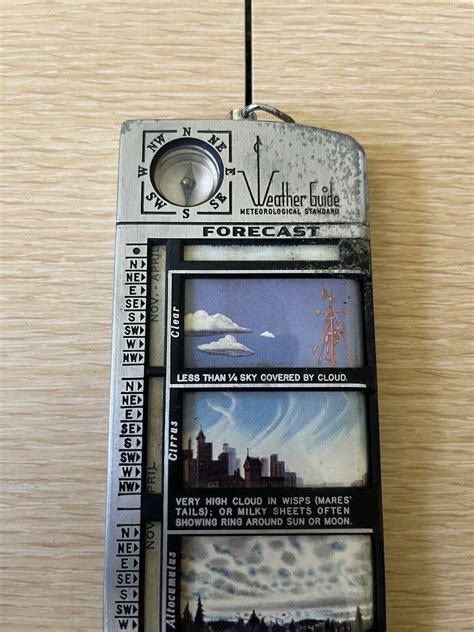 N
NE
E
SE
S
SW
W
NW
Weather Guide
METEOROLOGICAL STANDARD
FORECAST
NOV. - APRIL
N
NE
E
SE
S
SW
W
NW
Clear
LESS THAN ¼ SKY COVERED BY CLOUD.
N
NE
E
SE
S
SW
W
NW
Cirrus
VERY HIGH CLOUD IN WISPS (MARES'
TAILS); OR MILKY SHEETS OFTEN
SHOWING RING AROUND SUN OR MOON.
NOV
APRIL
N
NE
E
SE
S
SW
W
Altocumulus